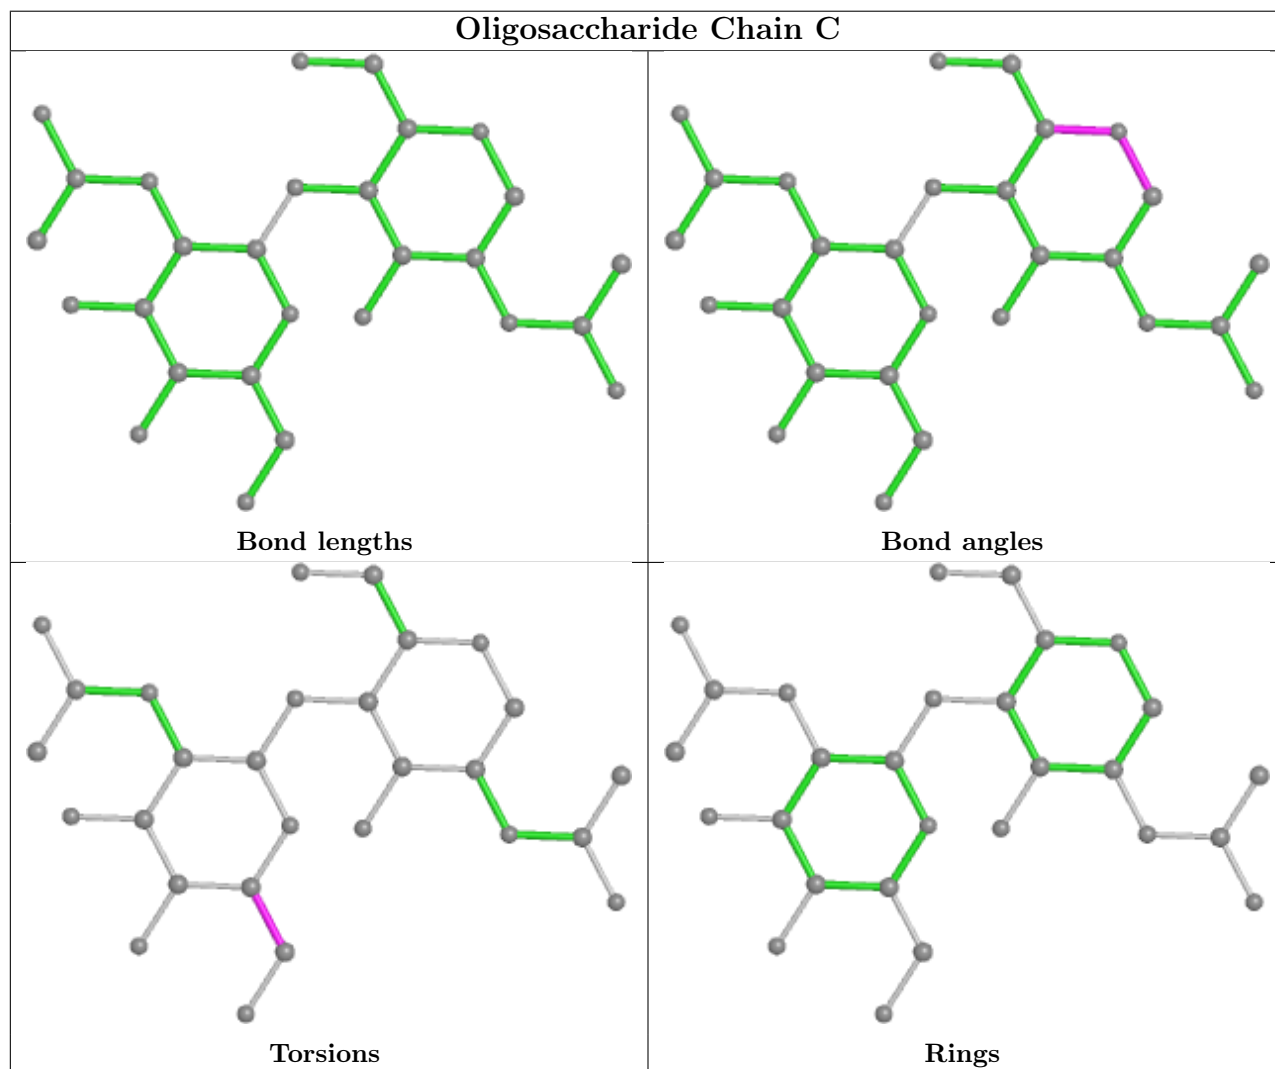 Oligosaccharide Chain C
Bond lengths
Bond angles
Torsions
Rings